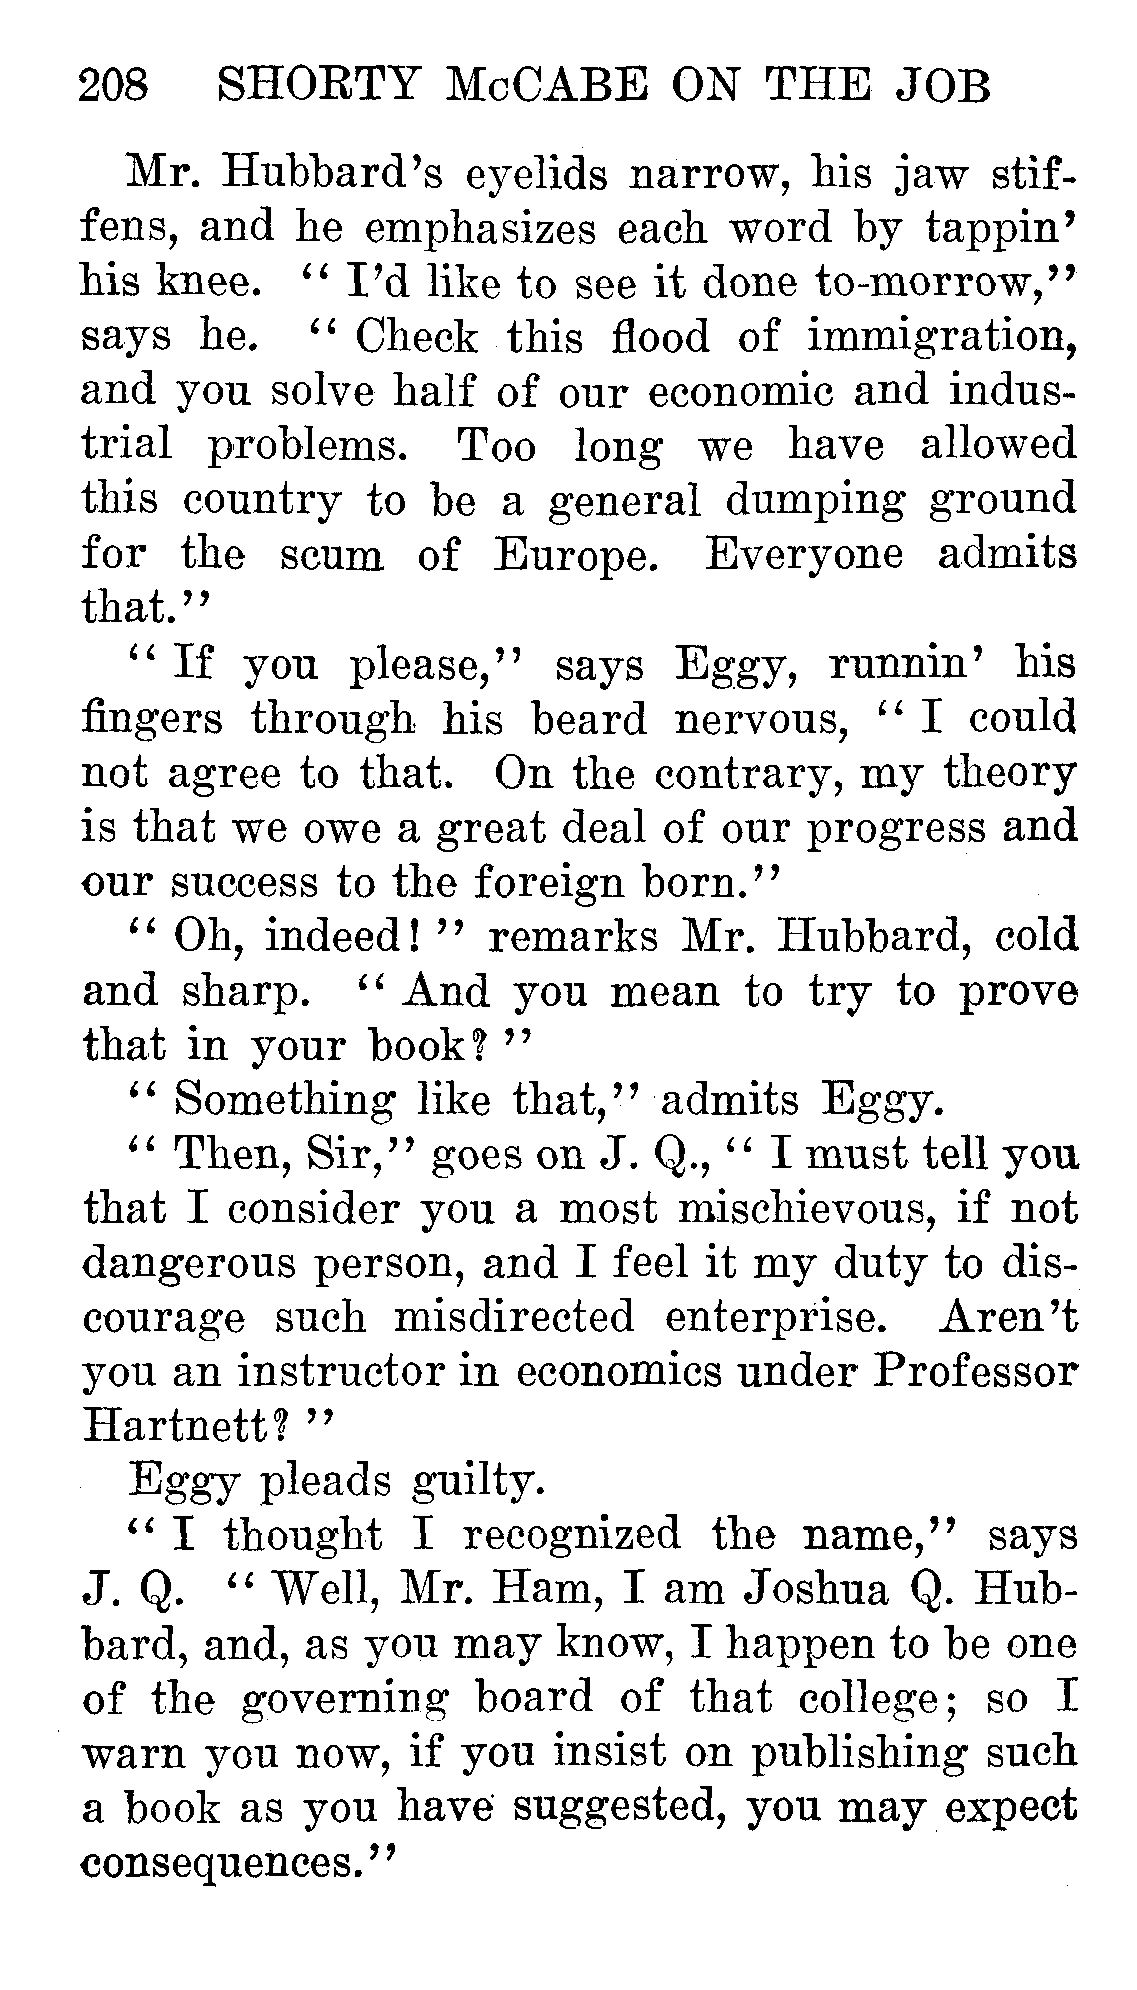 208 SHORTY McCABE ON THE JOB
Mr. Hubbard's eyelids narrow, his jaw stif-
fens, and he emphasizes each word by tappin'
his knee. "I'd like to see it done to-morrow,"
says he. "Check this flood of immigration,
and you solve half of our economic and indus-
trial problems. Too long we have allowed
this country to be a general dumping ground
for the scum of Europe. Everyone admits
that."
"If you please," says Eggy, runnin' his
fingers through his beard nervous, "I could
not agree to that. On the contrary, my theory
is that we owe a great deal of our progress and
our success to the foreign born."
"Oh, indeed!" remarks Mr. Hubbard, cold
and sharp. "And you mean to try to prove
that in your book?"
"Something like that," admits Eggy.
"Then, Sir," goes on J. Q., "I must tell you
that I consider you a most mischievous, if not
dangerous person, and I feel it my duty to dis-
courage such misdirected enterprise. Aren't
you an instructor in economics under Professor
Hartnett?"
Eggy pleads guilty.
"I thought I recognized the name," says
J. Q. "Well, Mr. Ham, I am Joshua Q. Hub-
bard, and, as you may know, I happen to be one
of the governing board of that college; so I
warn you now, if you insist on publishing such
a book as you have suggested, you may expect
consequences."